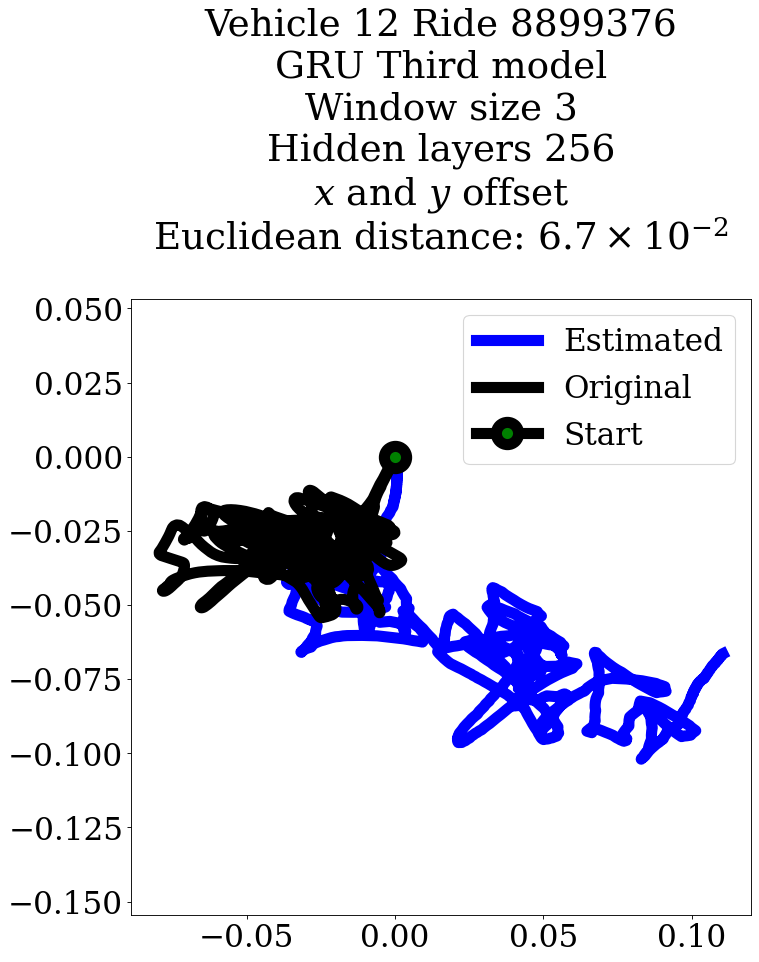 Vehicle 12 Ride 8899376
GRU Third model
Window size 3
Hidden layers 256
x and y offset
Euclidean distance: 6.7 × 10⁻²
Estimated
Original
Start
0.050
0.025
0.000
−0.025
−0.050
−0.075
−0.100
−0.125
−0.150
−0.05 0.00 0.05 0.10